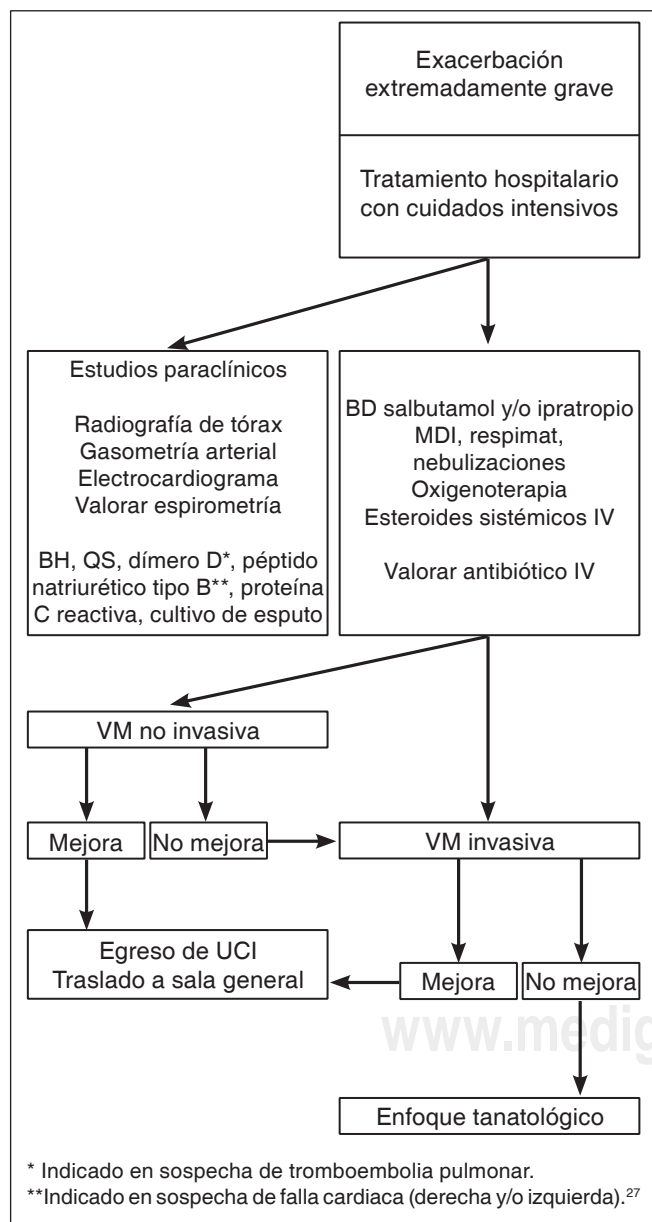 Exacerbación
extremadamente grave
Tratamiento hospitalario
con cuidados intensivos
Estudios paraclínicos
Radiografía de tórax
Gasometría arterial
Electrocardiograma
Valorar espirometría
BH, QS, dímero D*, péptido
natriurético tipo B**, proteína
C reactiva, cultivo de esputo
BD salbutamol y/o ipratropio
MDI, respimat,
nebulizaciones
Oxigenoterapia
Esteroides sistémicos IV
Valorar antibiótico IV
VM no invasiva
Mejora
No mejora
VM invasiva
Egreso de UCI
Traslado a sala general
Mejora
No mejora
www.medig
Enfoque tanatológico
* Indicado en sospecha de tromboembolia pulmonar.
**Indicado en sospecha de falla cardiaca (derecha y/o izquierda).²⁷